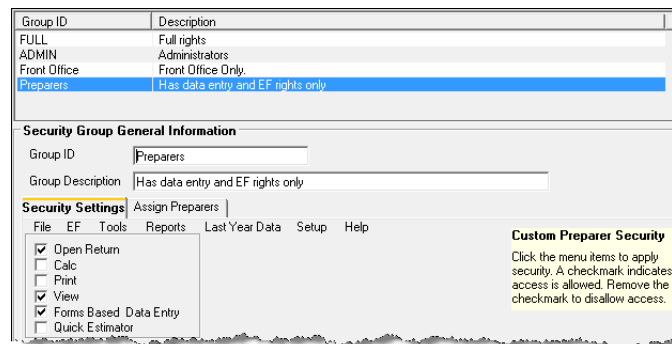 Group ID Description
FULL Full rights
ADMIN Administrators
Front Office Front Office Only.
Preparers Has data entry and EF rights only
Security Group General Information
Group ID Preparers
Group Description Has data entry and EF rights only
Security Settings Assign Preparers
File EF Tools Reports Last Year Data Setup Help
Open Return
Calc
Print
View
Forms Based Data Entry
Quick Estimator
Custom Preparer Security
Click the menu items to apply
security. A checkmark indicates
access is allowed. Remove the
checkmark to disallow access.